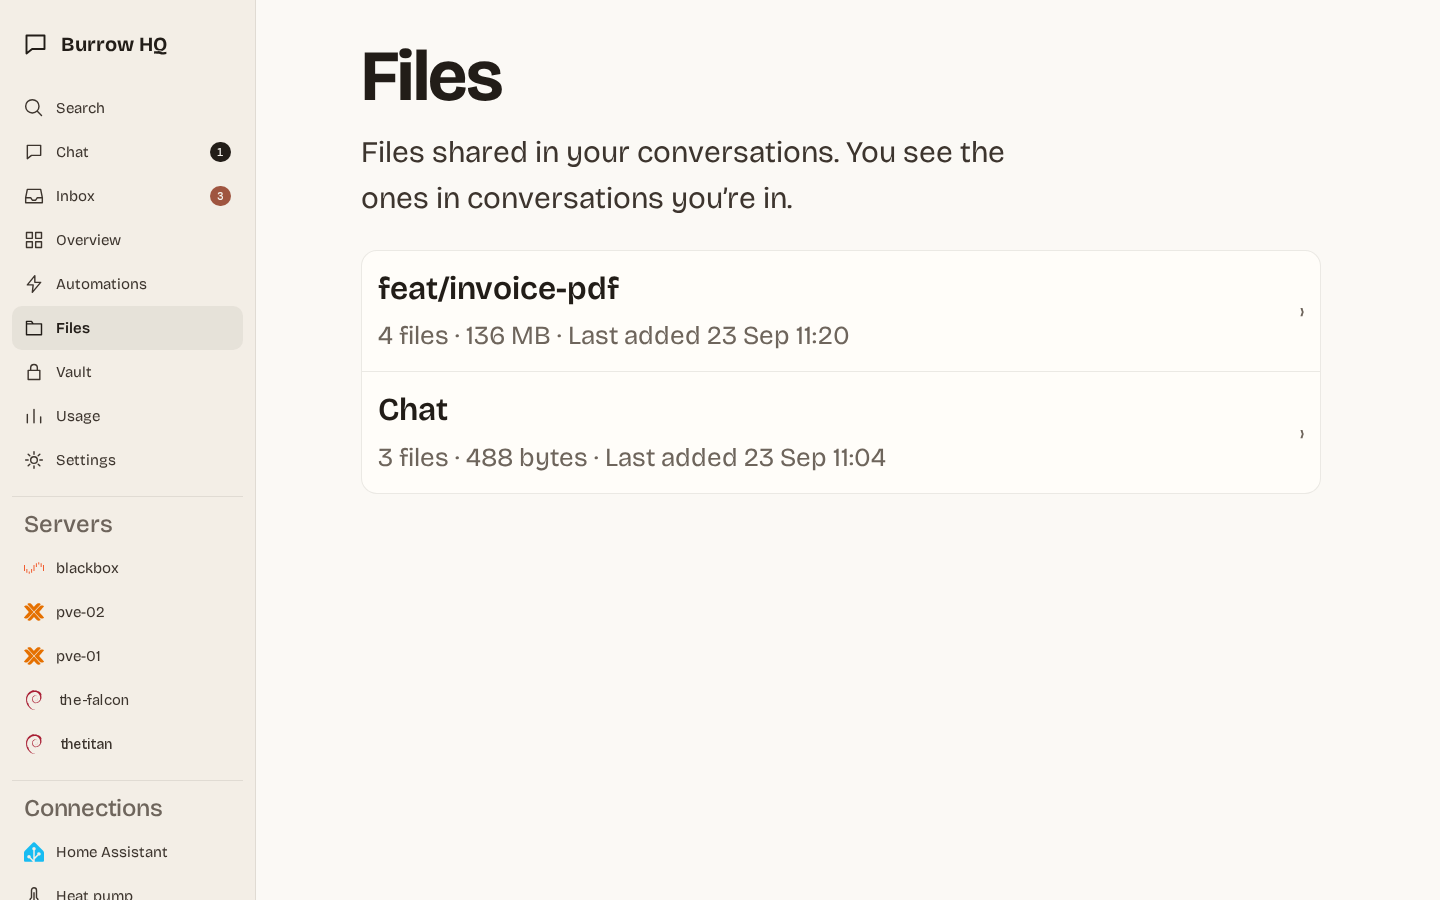 Burrow HQ
Search
Chat 1
Inbox 3
Overview
Automations
Files
Vault
Usage
Settings
Servers
blackbox
pve-02
pve-01
the-falcon
thetitan
Connections
Home Assistant
Heat pump
Files
Files shared in your conversations. You see the
ones in conversations you’re in.
feat/invoice-pdf
4 files · 136 MB · Last added 23 Sep 11:20
Chat
3 files · 488 bytes · Last added 23 Sep 11:04